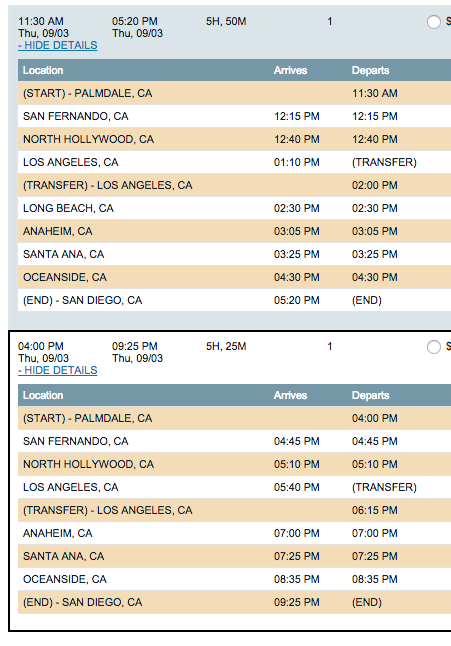 11:30 AM 05:20 PM 5H, 50M 1 $
Thu, 09/03 Thu, 09/03
- HIDE DETAILS
Location Arrives Departs
(START) - PALMDALE, CA 11:30 AM
SAN FERNANDO, CA 12:15 PM 12:15 PM
NORTH HOLLYWOOD, CA 12:40 PM 12:40 PM
LOS ANGELES, CA 01:10 PM (TRANSFER)
(TRANSFER) - LOS ANGELES, CA 02:00 PM
LONG BEACH, CA 02:30 PM 02:30 PM
ANAHEIM, CA 03:05 PM 03:05 PM
SANTA ANA, CA 03:25 PM 03:25 PM
OCEANSIDE, CA 04:30 PM 04:30 PM
(END) - SAN DIEGO, CA 05:20 PM (END)
04:00 PM 09:25 PM 5H, 25M 1 $
Thu, 09/03 Thu, 09/03
- HIDE DETAILS
Location Arrives Departs
(START) - PALMDALE, CA 04:00 PM
SAN FERNANDO, CA 04:45 PM 04:45 PM
NORTH HOLLYWOOD, CA 05:10 PM 05:10 PM
LOS ANGELES, CA 05:40 PM (TRANSFER)
(TRANSFER) - LOS ANGELES, CA 06:15 PM
ANAHEIM, CA 07:00 PM 07:00 PM
SANTA ANA, CA 07:25 PM 07:25 PM
OCEANSIDE, CA 08:35 PM 08:35 PM
(END) - SAN DIEGO, CA 09:25 PM (END)